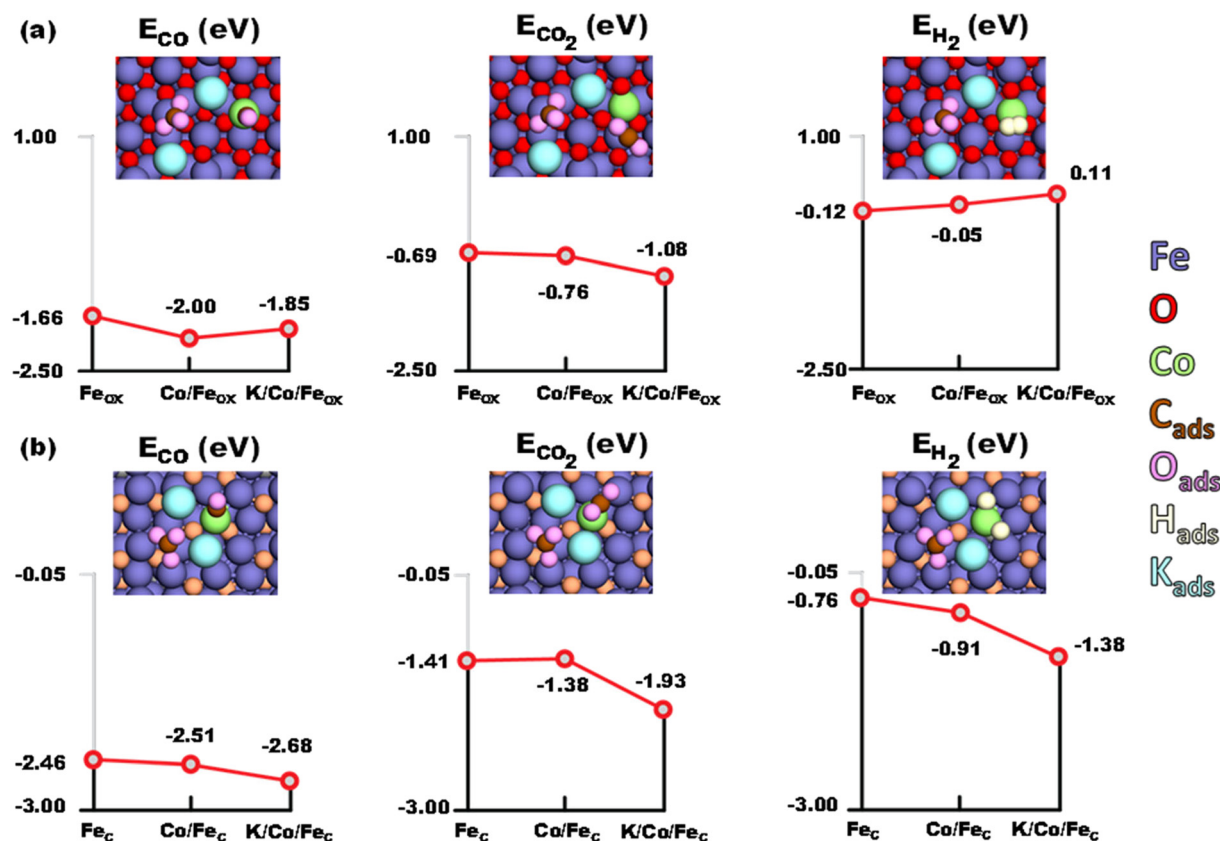 (a)
E_CO (eV)
E_CO₂ (eV)
E_H₂ (eV)
1.00
-1.66
-2.00
-1.85
-2.50
Fe_OX
Co/Fe_OX
K/Co/Fe_OX
1.00
-0.69
-0.76
-1.08
-2.50
Fe_OX
Co/Fe_OX
K/Co/Fe_OX
1.00
-0.12
-0.05
0.11
-2.50
Fe_OX
Co/Fe_OX
K/Co/Fe_OX
(b)
E_CO (eV)
E_CO₂ (eV)
E_H₂ (eV)
-0.05
-2.46
-2.51
-2.68
-3.00
Fe_C
Co/Fe_C
K/Co/Fe_C
-0.05
-1.41
-1.38
-1.93
-3.00
Fe_C
Co/Fe_C
K/Co/Fe_C
-0.05
-0.76
-0.91
-1.38
-3.00
Fe_C
Co/Fe_C
K/Co/Fe_C
Fe
O
Co
C_ads
O_ads
H_ads
K_ads